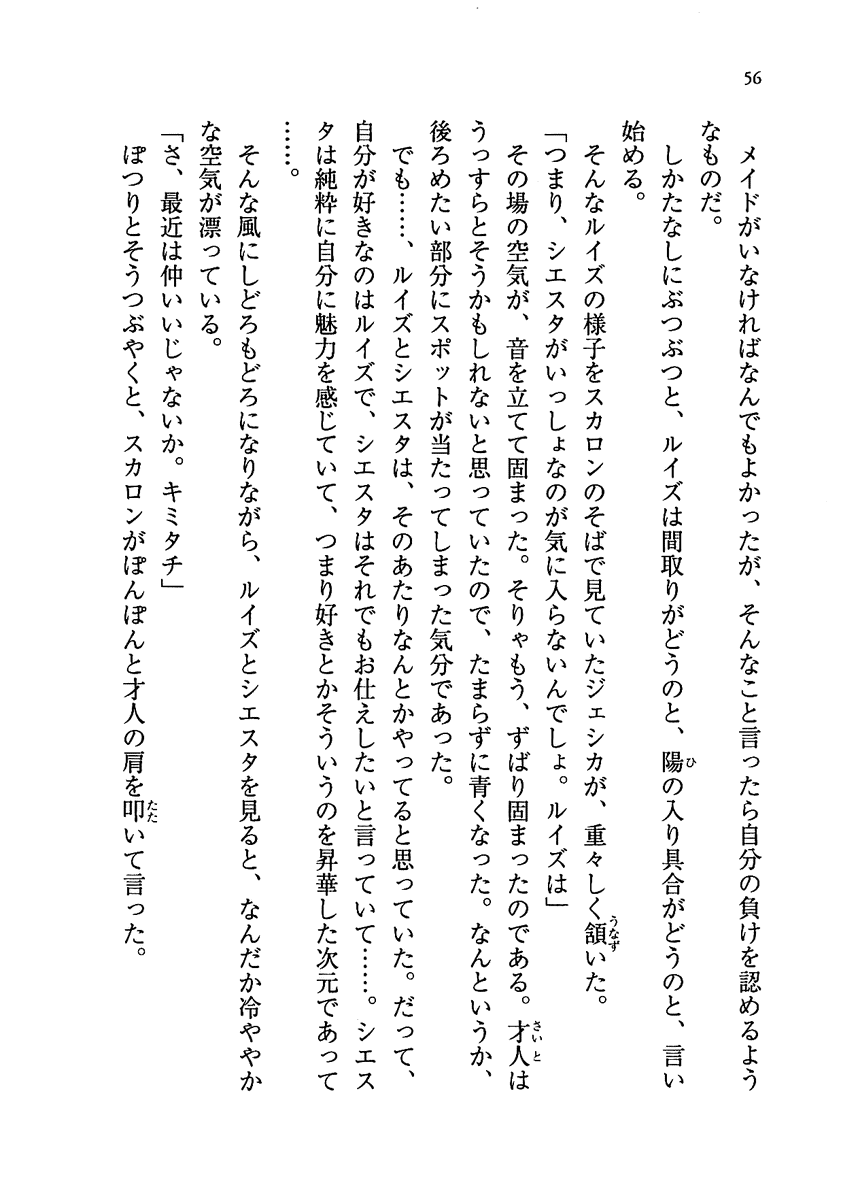 56
メイドがいなければなんでもよかったが、そんなこと言ったら自分の負けを認めるよう
なものだ。
しかたなしにぶつぶつと、ルイズは間取りがどうのと、陽の入り具合がどうのと、言い
始める。
そんなルイズの様子をスカロンのそばで見ていたジェシカが、重々しく頷いた。
「つまり、シエスタがいっしょなのが気に入らないんでしょ。ルイズは」
その場の空気が、音を立てて固まった。そりゃもう、ずばり固まったのである。才人は
うっすらとそうかもしれないと思っていたので、たまらずに青くなった。なんというか、
後ろめたい部分にスポットが当たってしまった気分であった。
でも……、ルイズとシエスタは、そのあたりなんとかやってると思っていた。だって、
自分が好きなのはルイズで、シエスタはそれでもお仕えしたいと言っていて……。シエス
タは純粋に自分に魅力を感じていて、つまり好きとかそういうのを昇華した次元であって
……。
そんな風にしどろもどろになりながら、ルイズとシエスタを見ると、なんだか冷ややか
な空気が漂っている。
「さ、最近は仲いいじゃないか。キミタチ」
ぽつりとそうつぶやくと、スカロンがぽんぽんと才人の肩を叩いて言った。